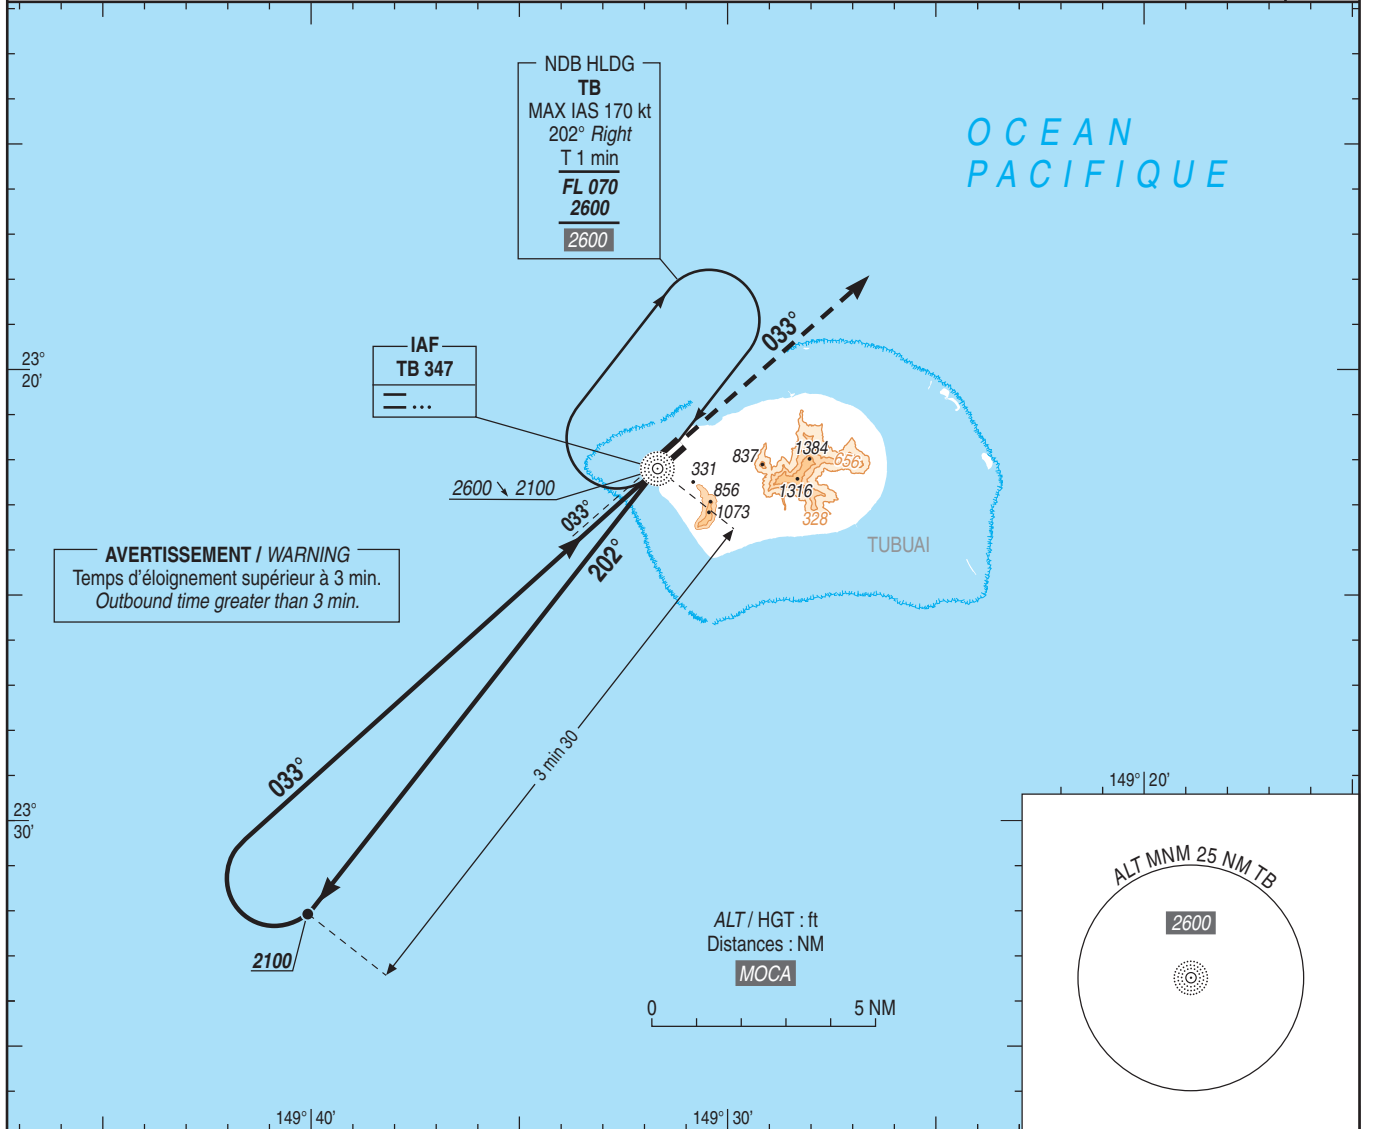 NDB HLDG
TB
MAX IAS 170 kt
202° Right
T 1 min
FL 070
2600
2600
OCEAN
PACIFIQUE
IAF
TB 347
033°
23°
20'
2600 2100
331
837
1384
656
856
1316
1073
328
TUBUAI
033°
202°
AVERTISSEMENT / WARNING
Temps d'éloignement supérieur à 3 min.
Outbound time greater than 3 min.
3 min 30
033°
23°
30'
2100
149° 20'
ALT MNM 25 NM TB
2600
ALT / HGT : ft
Distances : NM
MOCA
0 5 NM
149° 40'
149° 30'